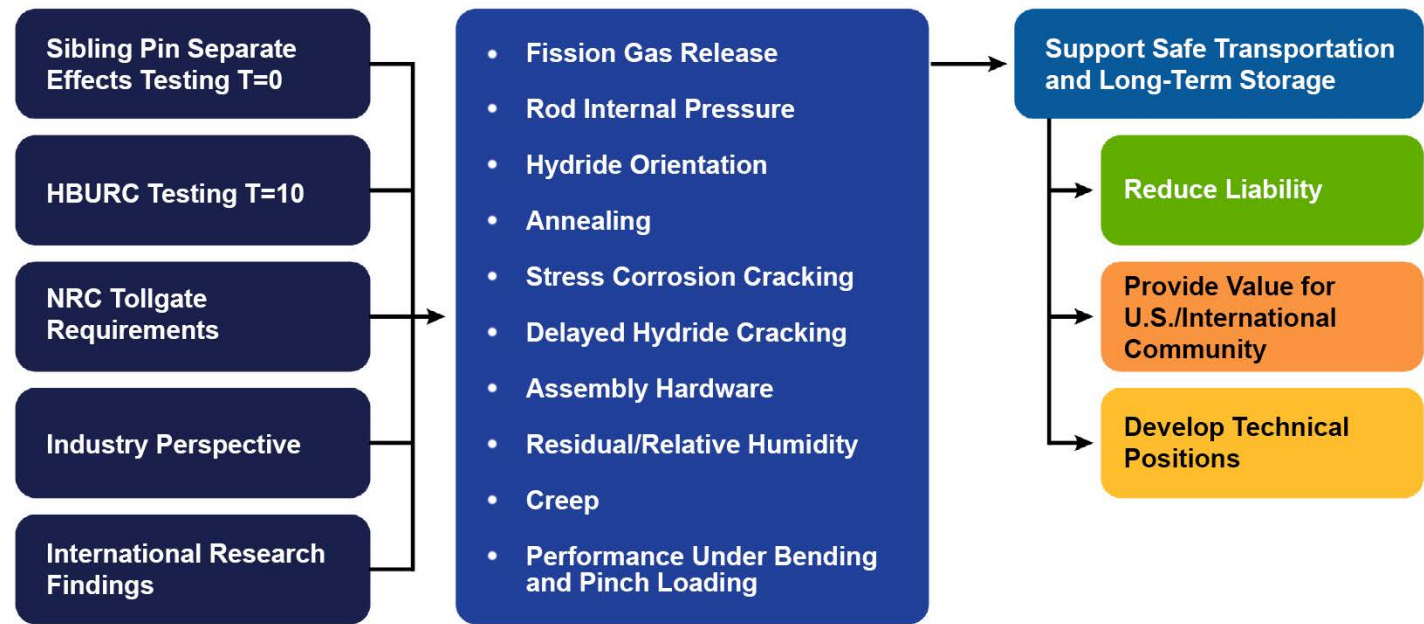 Sibling Pin Separate
Effects Testing T=0
HBURC Testing T=10
NRC Tollgate
Requirements
Industry Perspective
International Research
Findings
• Fission Gas Release
• Rod Internal Pressure
• Hydride Orientation
• Annealing
• Stress Corrosion Cracking
• Delayed Hydride Cracking
• Assembly Hardware
• Residual/Relative Humidity
• Creep
• Performance Under Bending
and Pinch Loading
Support Safe Transportation
and Long-Term Storage
Reduce Liability
Provide Value for
U.S./International
Community
Develop Technical
Positions